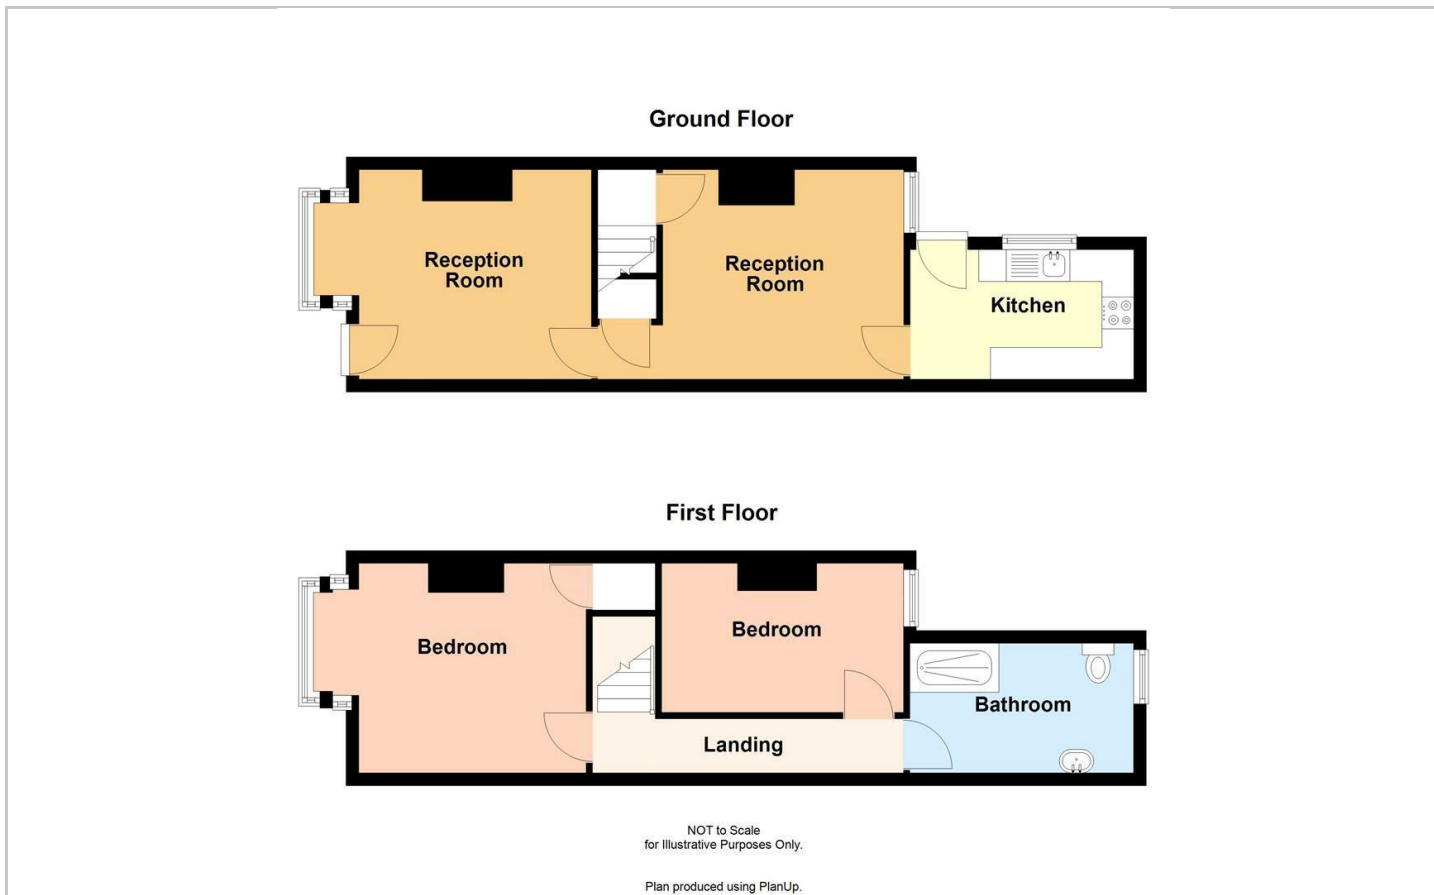 Ground Floor
Reception
Room
Reception
Room
Kitchen
First Floor
Bedroom
Bedroom
Bathroom
Landing
NOT to Scale
for Illustrative Purposes Only.
Plan produced using PlanUp.